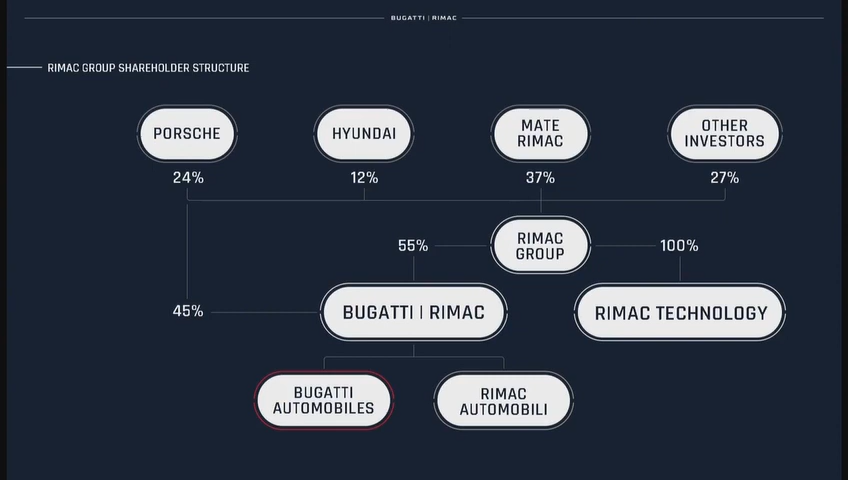 BUGATTI | RIMAC
RIMAC GROUP SHAREHOLDER STRUCTURE
PORSCHE
HYUNDAI
MATE
RIMAC
OTHER
INVESTORS
24%
12%
37%
27%
55%
RIMAC
GROUP
100%
45%
BUGATTI | RIMAC
RIMAC TECHNOLOGY
BUGATTI
AUTOMOBILES
RIMAC
AUTOMOBILI